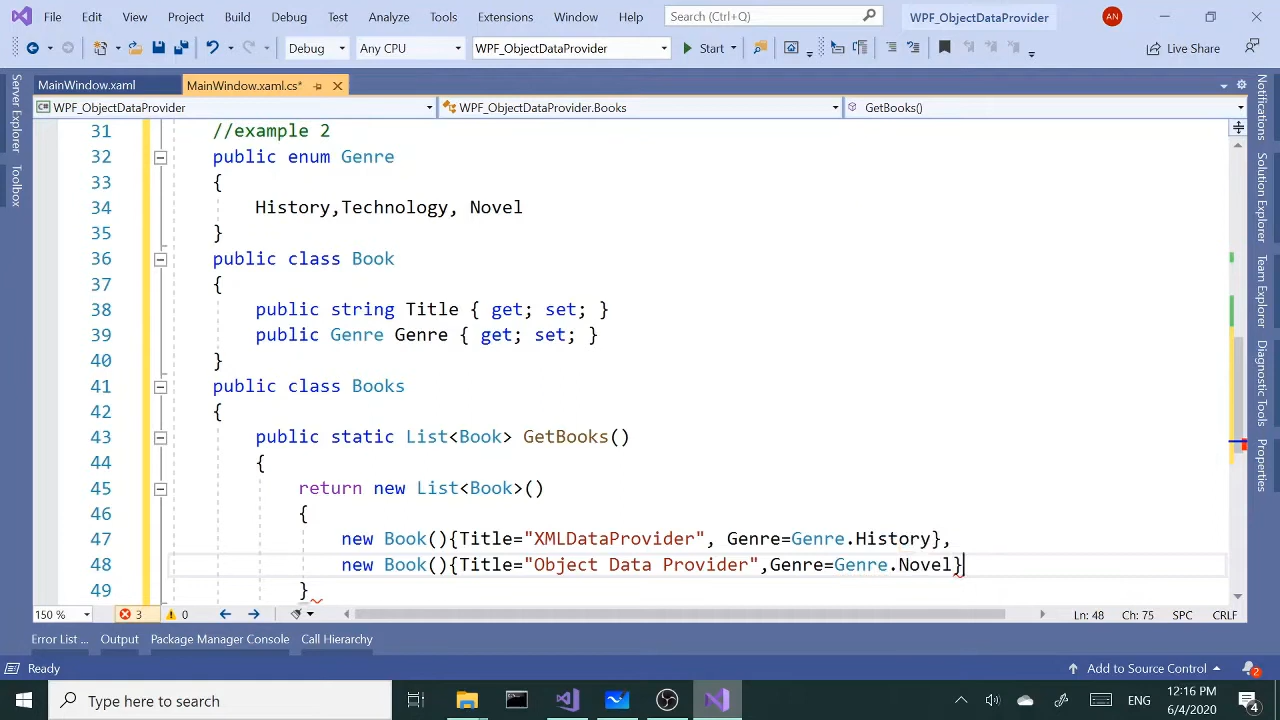 File Edit View Project Build Debug Test Analyze Tools Extensions Window Help Search (Ctrl+Q) WPF_ObjectDataProvider AN
Debug Any CPU WPF_ObjectDataProvider Start Live Share
MainWindow.xaml MainWindow.xaml.cs*
WPF_ObjectDataProvider WPF_ObjectDataProvider.Books GetBooks()
Server Explorer
Toolbox
31 //example 2
32 public enum Genre
33 {
34 History,Technology, Novel
35 }
36 public class Book
37 {
38 public string Title { get; set; }
39 public Genre Genre { get; set; }
40 }
41 public class Books
42 {
43 public static List<Book> GetBooks()
44 {
45 return new List<Book>()
46 {
47 new Book(){Title="XMLDataProvider", Genre=Genre.History},
48 new Book(){Title="Object Data Provider",Genre=Genre.Novel}
49 }
Notifications
Solution Explorer
Team Explorer
Diagnostic Tools
Properties
150 % 3 0 Ln: 48 Ch: 75 SPC CRLF
Error List ... Output Package Manager Console Call Hierarchy
Ready Add to Source Control 2
Type here to search ENG 12:16 PM 6/4/2020 4